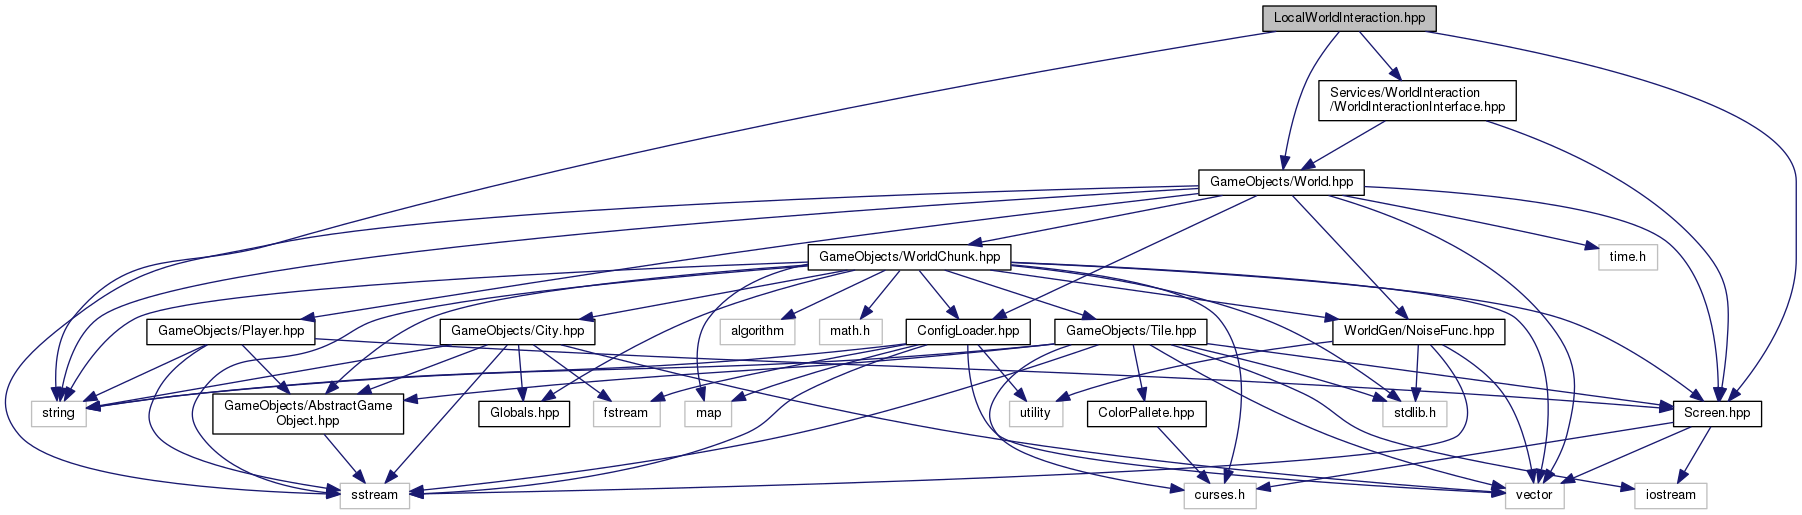 LocalWorldInteraction.hpp
Services/WorldInteraction
/WorldInteractionInterface.hpp
GameObjects/World.hpp
GameObjects/WorldChunk.hpp
time.h
GameObjects/Player.hpp
GameObjects/City.hpp
algorithm
math.h
ConfigLoader.hpp
GameObjects/Tile.hpp
WorldGen/NoiseFunc.hpp
string
GameObjects/AbstractGame
Object.hpp
Globals.hpp
fstream
map
utility
ColorPallete.hpp
stdlib.h
Screen.hpp
sstream
curses.h
vector
iostream